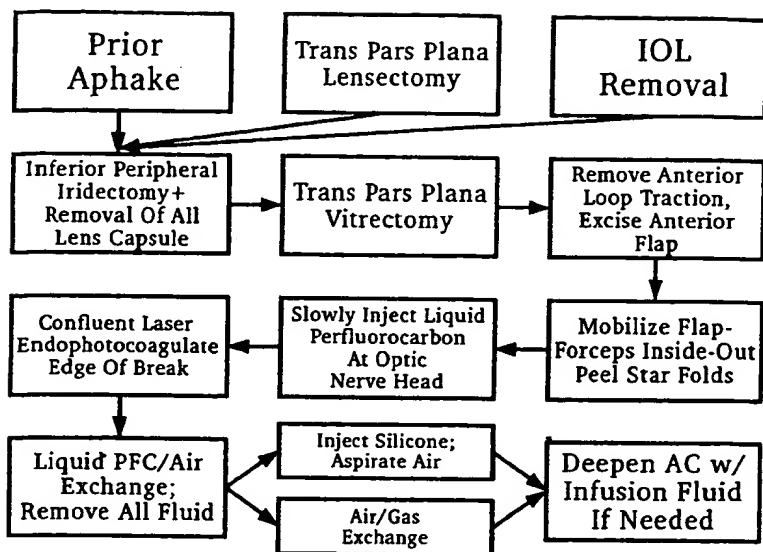 Prior
Aphake
Trans Pars Plana
Lensectomy
IOL
Removal
Inferior Peripheral
Iridectomy+
Removal Of All
Lens Capsule
Trans Pars Plana
Vitrectomy
Remove Anterior
Loop Traction,
Excise Anterior
Flap
Confluent Laser
Endophotocoagulate
Edge Of Break
Slowly Inject Liquid
Perfluorocarbon
At Optic
Nerve Head
Mobilize Flap-
Forceps Inside-Out
Peel Star Folds
Liquid PFC/Air
Exchange;
Remove All Fluid
Inject Silicone;
Aspirate Air
Air/Gas
Exchange
Deepen AC w/
Infusion Fluid
If Needed